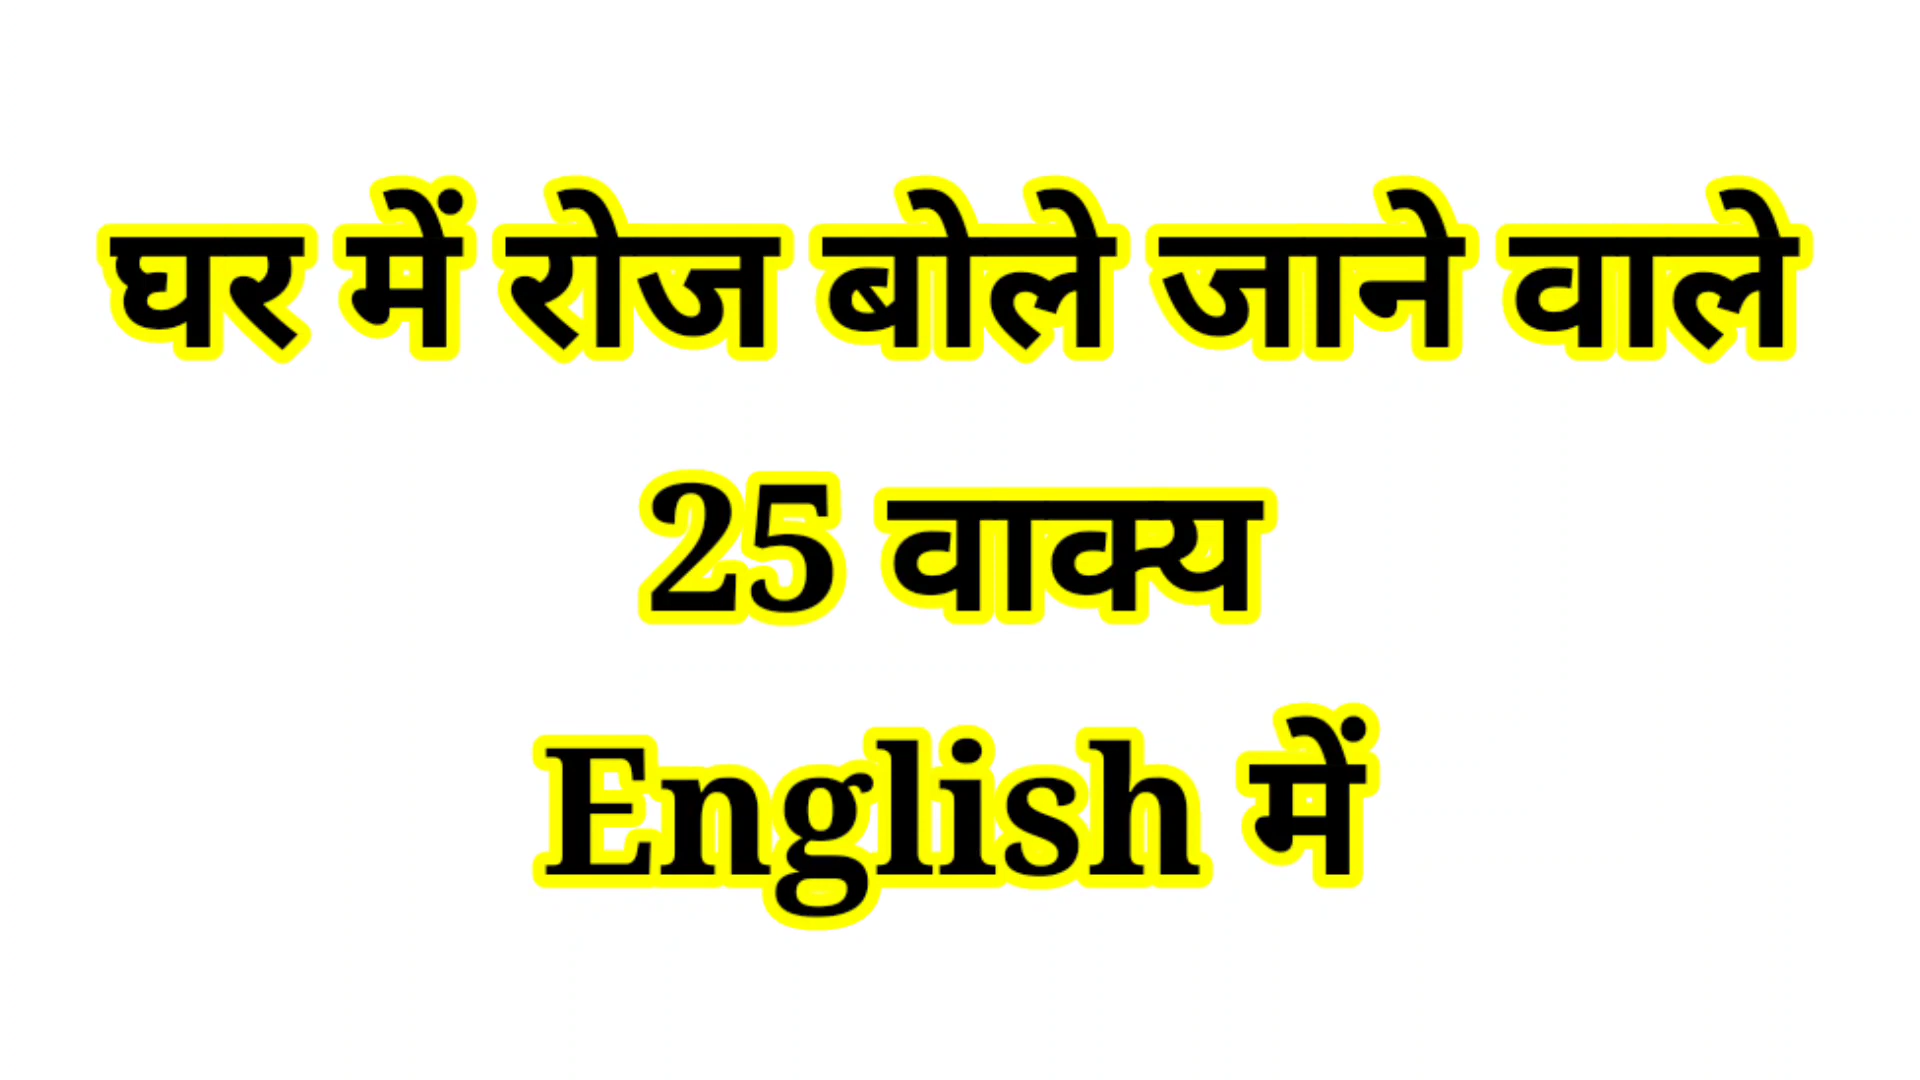 घर में रोज बोले जाने वाले
25 वाक्य
English में